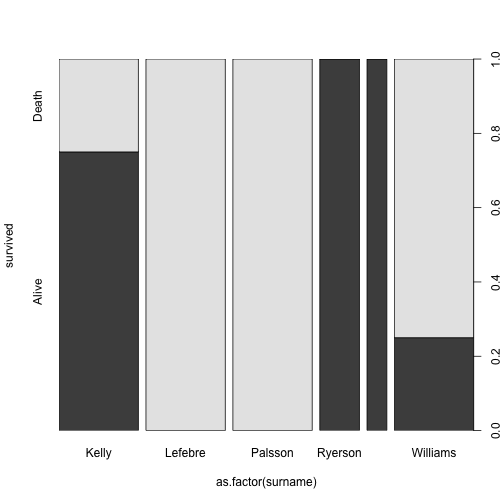 Death
Alive
survived
1.0
0.8
0.6
0.4
0.2
0.0
Kelly Lefebre Palsson Ryerson Williams
as.factor(surname)